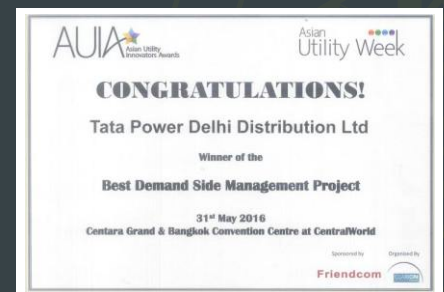 AUIA Asian Utility Innovators Awards
Asian Utility Week
CONGRATULATIONS!
Tata Power Delhi Distribution Ltd
Winner of the
Best Demand Side Management Project
31st May 2016
Centara Grand & Bangkok Convention Centre at CentralWorld
Sponsored by
Organised By
Friendcom